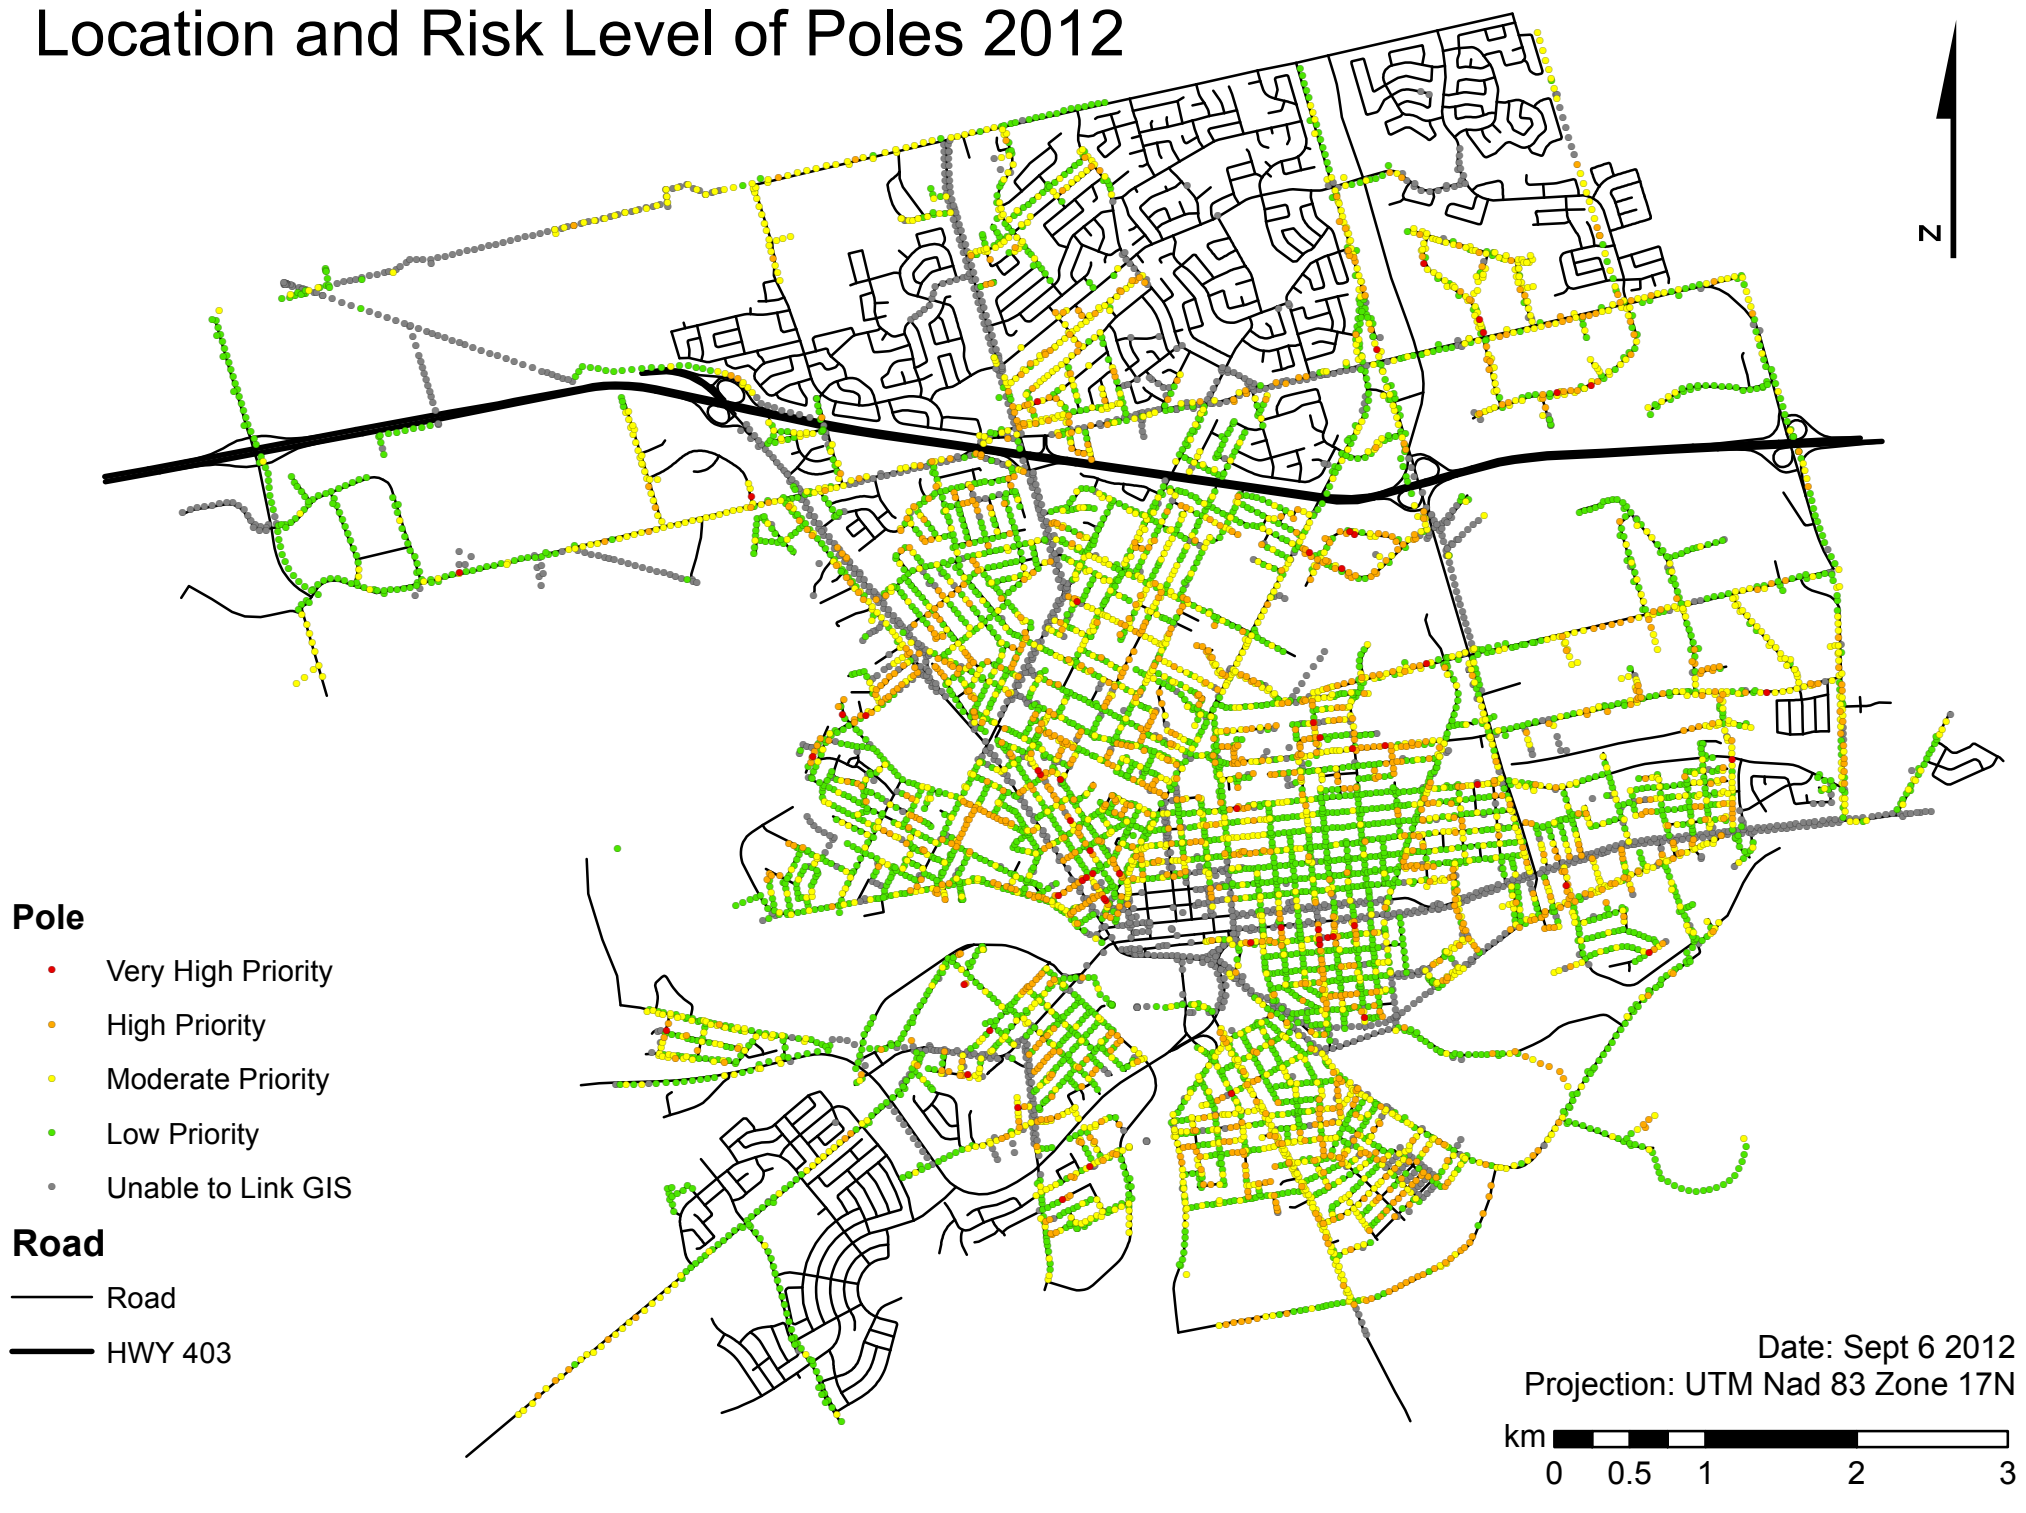 Location and Risk Level of Poles 2012
N
Pole
Very High Priority
High Priority
Moderate Priority
Low Priority
Unable to Link GIS
Road
Road
HWY 403
Date: Sept 6 2012
Projection: UTM Nad 83 Zone 17N
km
0 0.5 1 2 3